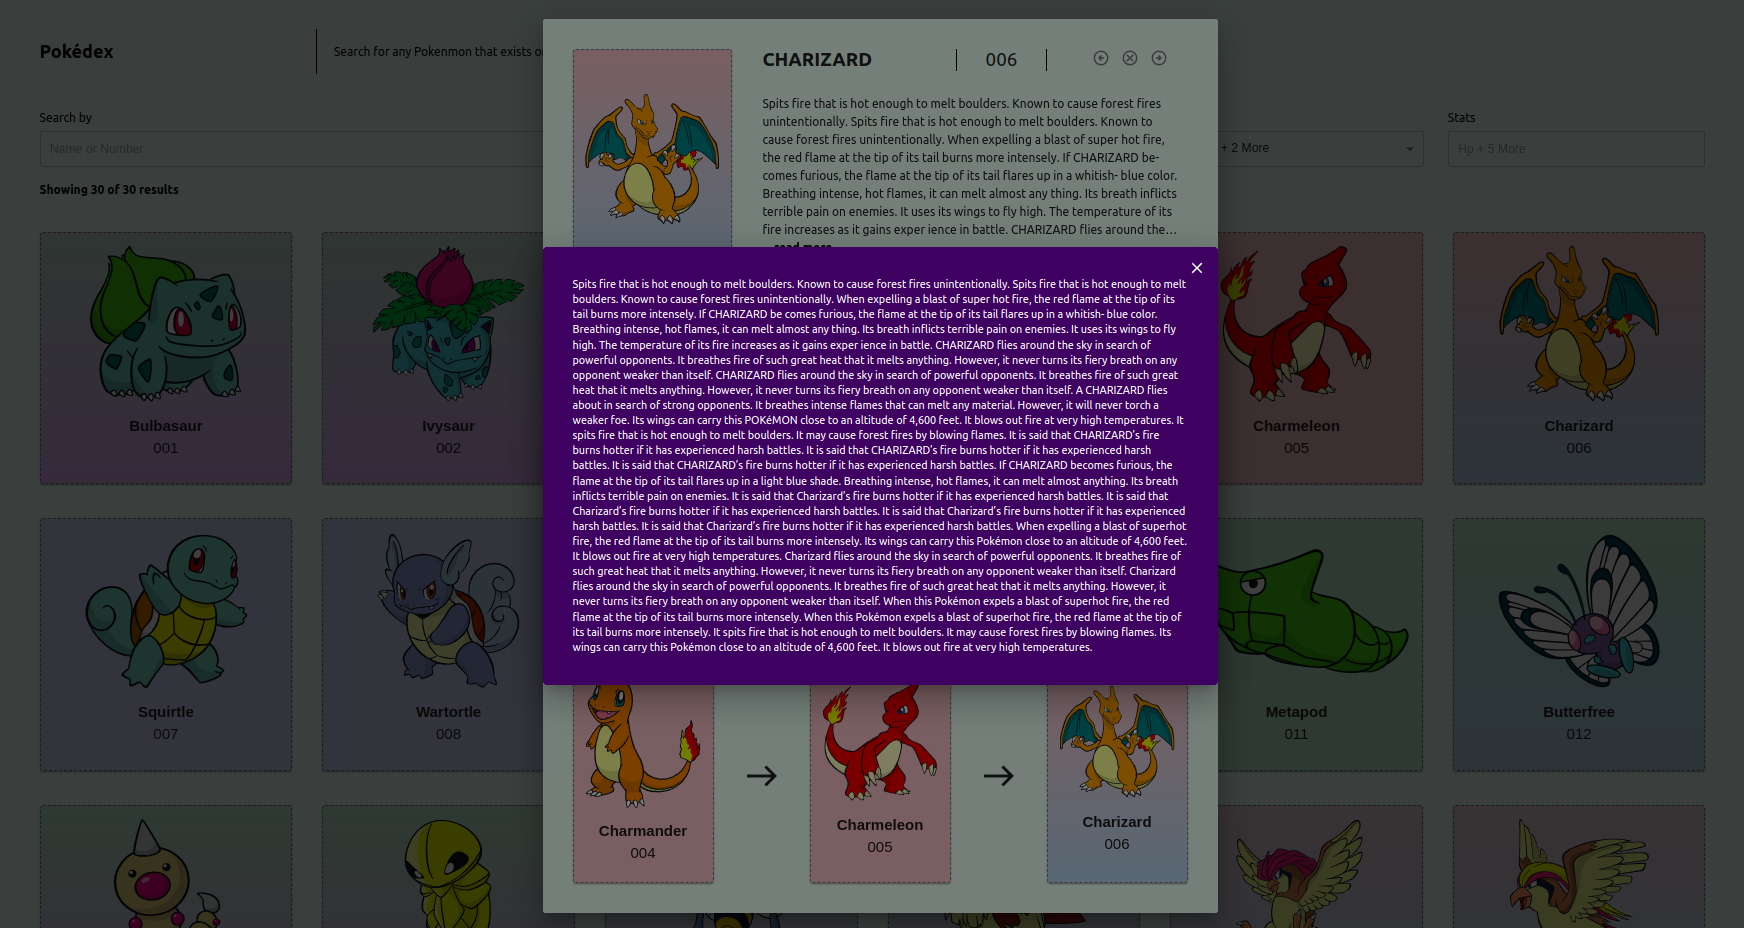 Pokédex
Search for any Pokenmon that exists o
Search by
Name or Number
Showing 30 of 30 results
+ 2 More
Stats
Hp + 5 More
CHARIZARD
006
Spits fire that is hot enough to melt boulders. Known to cause forest fires
unintentionally. Spits fire that is hot enough to melt boulders. Known to
cause forest fires unintentionally. When expelling a blast of super hot fire,
the red flame at the tip of its tail burns more intensely. If CHARIZARD be-
comes furious, the flame at the tip of its tail flares up in a whitish- blue color.
Breathing intense, hot flames, it can melt almost any thing. Its breath inflicts
terrible pain on enemies. It uses its wings to fly high. The temperature of its
fire increases as it gains exper ience in battle. CHARIZARD flies around the…
read more
Spits fire that is hot enough to melt boulders. Known to cause forest fires unintentionally. Spits fire that is hot enough to melt
boulders. Known to cause forest fires unintentionally. When expelling a blast of super hot fire, the red flame at the tip of its
tail burns more intensely. If CHARIZARD be comes furious, the flame at the tip of its tail flares up in a whitish- blue color.
Breathing intense, hot flames, it can melt almost any thing. Its breath inflicts terrible pain on enemies. It uses its wings to fly
high. The temperature of its fire increases as it gains exper ience in battle. CHARIZARD flies around the sky in search of
powerful opponents. It breathes fire of such great heat that it melts anything. However, it never turns its fiery breath on any
opponent weaker than itself. CHARIZARD flies around the sky in search of powerful opponents. It breathes fire of such great
heat that it melts anything. However, it never turns its fiery breath on any opponent weaker than itself. A CHARIZARD flies
about in search of strong opponents. It breathes intense flames that can melt any material. However, it will never torch a
weaker foe. Its wings can carry this POKéMON close to an altitude of 4,600 feet. It blows out fire at very high temperatures. It
spits fire that is hot enough to melt boulders. It may cause forest fires by blowing flames. It is said that CHARIZARD’s fire
burns hotter if it has experienced harsh battles. It is said that CHARIZARD’s fire burns hotter if it has experienced harsh
battles. It is said that CHARIZARD’s fire burns hotter if it has experienced harsh battles. If CHARIZARD becomes furious, the
flame at the tip of its tail flares up in a light blue shade. Breathing intense, hot flames, it can melt almost anything. Its breath
inflicts terrible pain on enemies. It is said that Charizard’s fire burns hotter if it has experienced harsh battles. It is said that
Charizard’s fire burns hotter if it has experienced harsh battles. It is said that Charizard’s fire burns hotter if it has experienced
harsh battles. It is said that Charizard’s fire burns hotter if it has experienced harsh battles. When expelling a blast of superhot
fire, the red flame at the tip of its tail burns more intensely. Its wings can carry this Pokémon close to an altitude of 4,600 feet.
It blows out fire at very high temperatures. Charizard flies around the sky in search of powerful opponents. It breathes fire of
such great heat that it melts anything. However, it never turns its fiery breath on any opponent weaker than itself. Charizard
flies around the sky in search of powerful opponents. It breathes fire of such great heat that it melts anything. However, it
never turns its fiery breath on any opponent weaker than itself. When this Pokémon expels a blast of superhot fire, the red
flame at the tip of its tail burns more intensely. When this Pokémon expels a blast of superhot fire, the red flame at the tip of
its tail burns more intensely. It spits fire that is hot enough to melt boulders. It may cause forest fires by blowing flames. Its
wings can carry this Pokémon close to an altitude of 4,600 feet. It blows out fire at very high temperatures.
Bulbasaur
001
Ivysaur
002
Charmeleon
005
Charizard
006
Squirtle
007
Wartortle
008
Metapod
011
Butterfree
012
Charmander
004
Charmeleon
005
Charizard
006